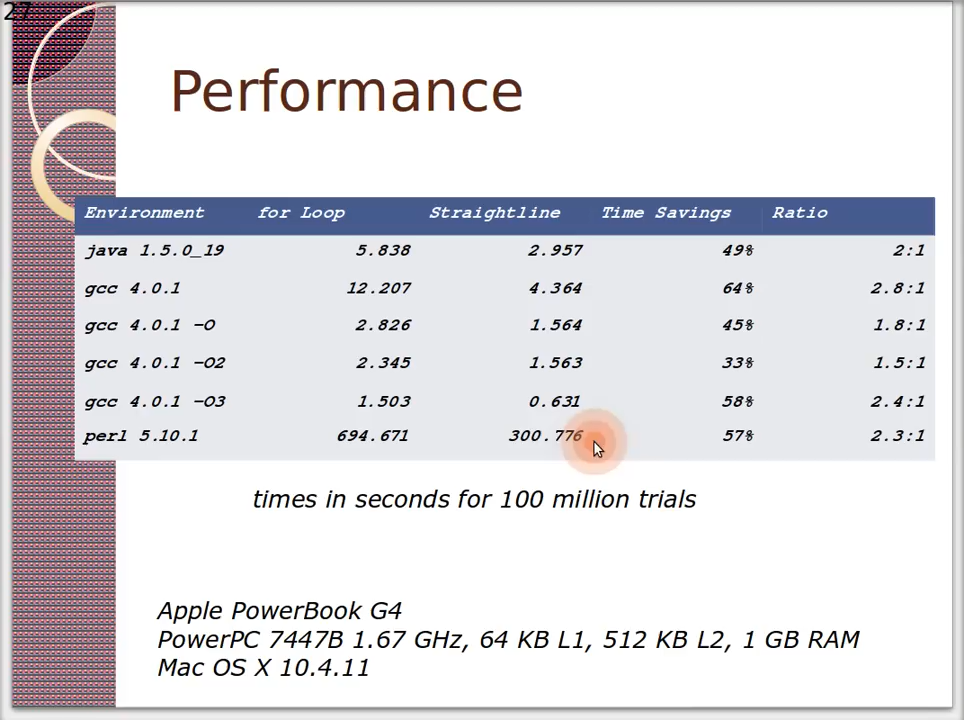 27
Performance
Environment for Loop Straightline Time Savings Ratio
java 1.5.0_19 5.838 2.957 49% 2:1
gcc 4.0.1 12.207 4.364 64% 2.8:1
gcc 4.0.1 -O 2.826 1.564 45% 1.8:1
gcc 4.0.1 -O2 2.345 1.563 33% 1.5:1
gcc 4.0.1 -O3 1.503 0.631 58% 2.4:1
perl 5.10.1 694.671 300.776 57% 2.3:1
times in seconds for 100 million trials
Apple PowerBook G4
PowerPC 7447B 1.67 GHz, 64 KB L1, 512 KB L2, 1 GB RAM
Mac OS X 10.4.11